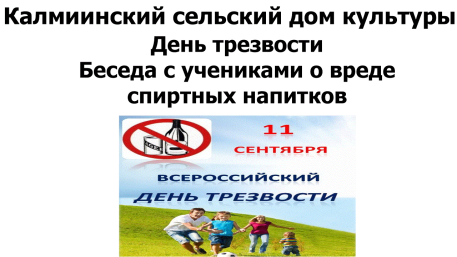 Калмиинский сельский дом культуры
День трезвости
Беседа с учениками о вреде
спиртных напитков
11
СЕНТЯБРЯ
ВСЕРОССИЙСКИЙ
ДЕНЬ ТРЕЗВОСТИ